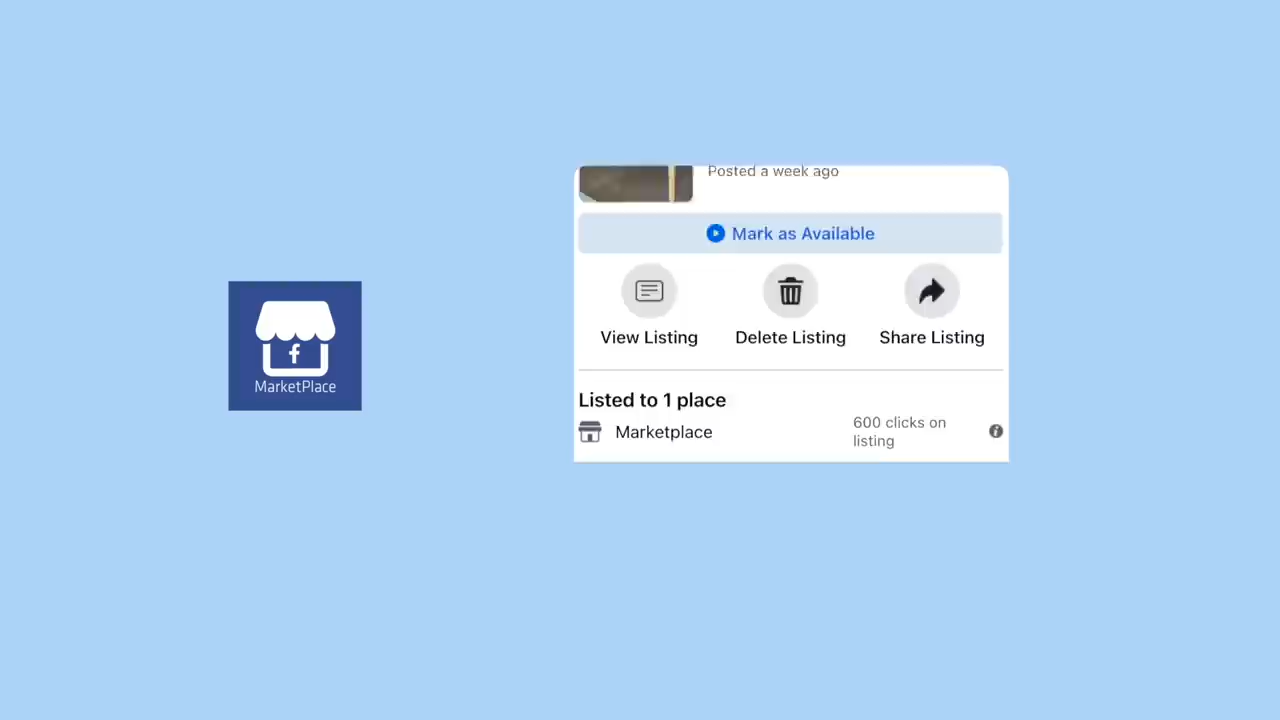 Posted a week ago
Mark as Available
View Listing
Delete Listing
Share Listing
Listed to 1 place
Marketplace
600 clicks on
listing
MarketPlace